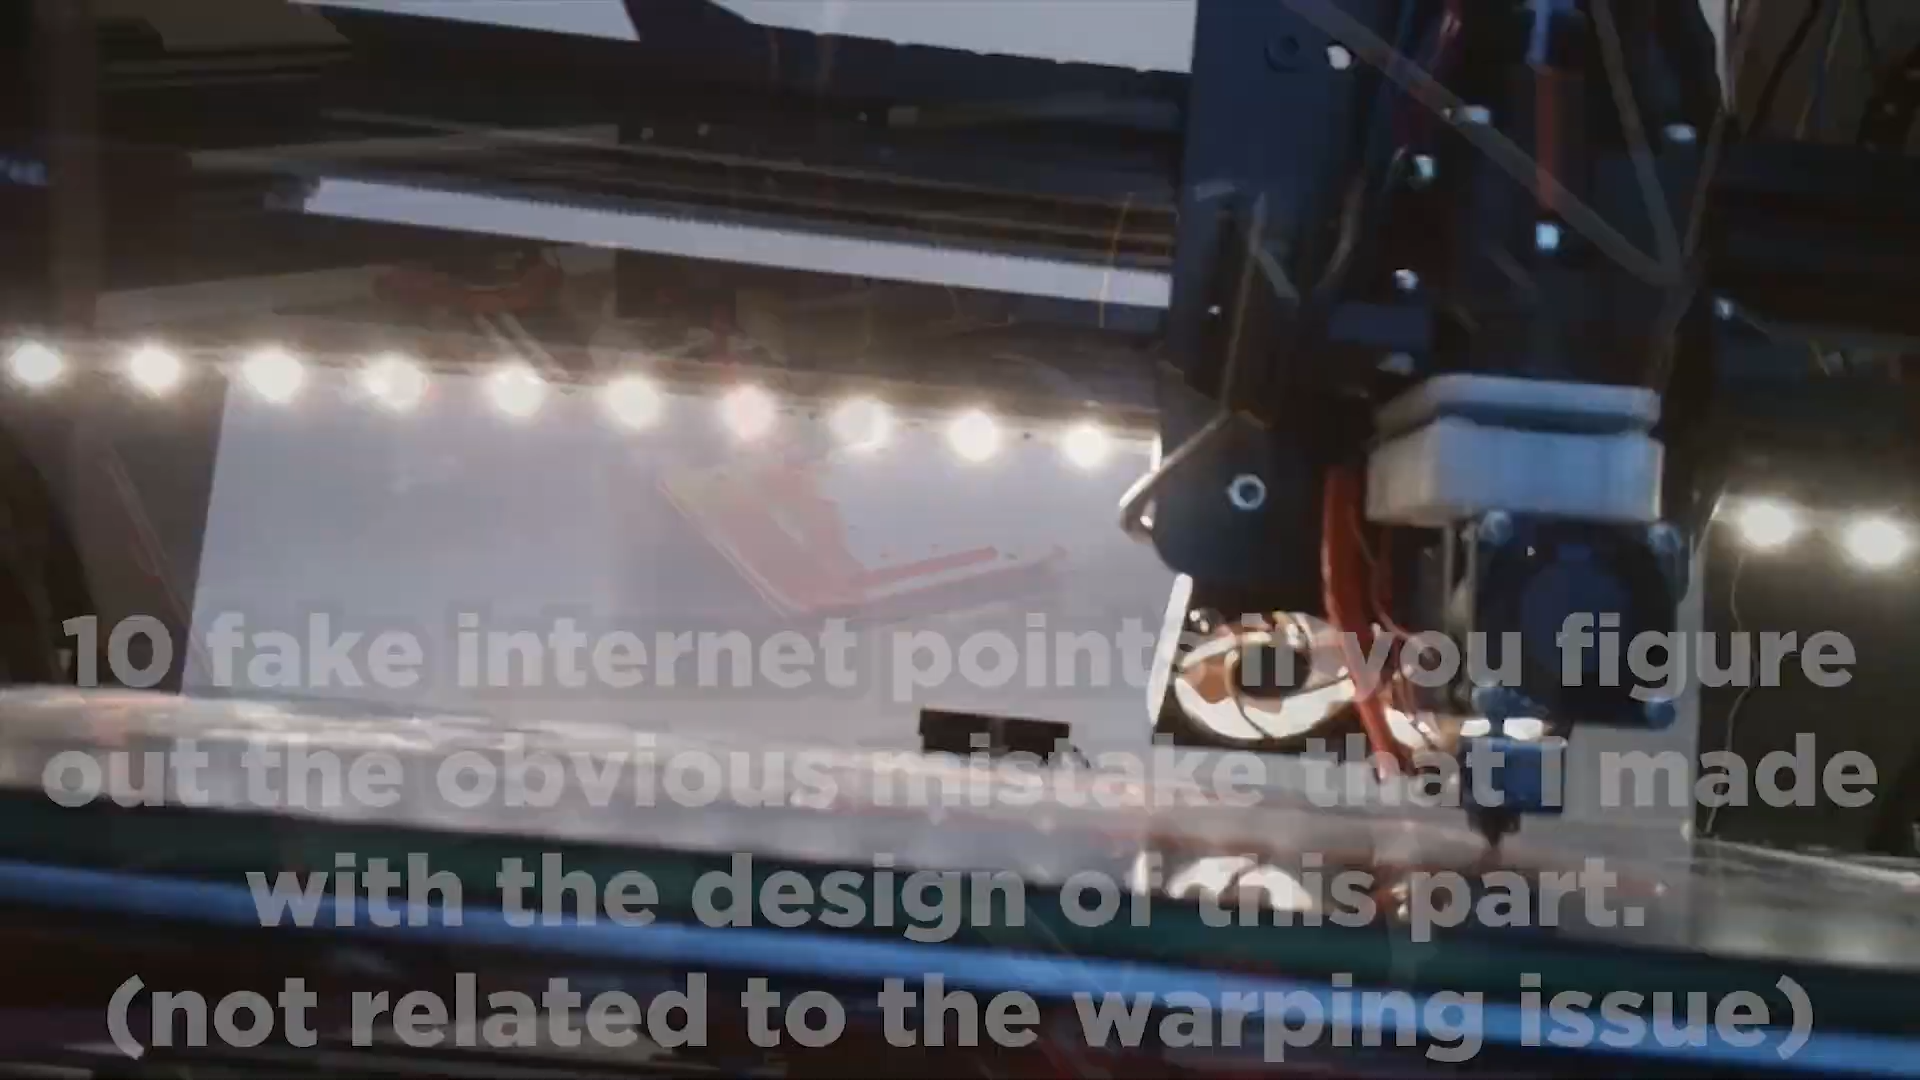 10 fake internet points if you figure
out the obvious mistake that I made
with the design of this part.
(not related to the warping issue)